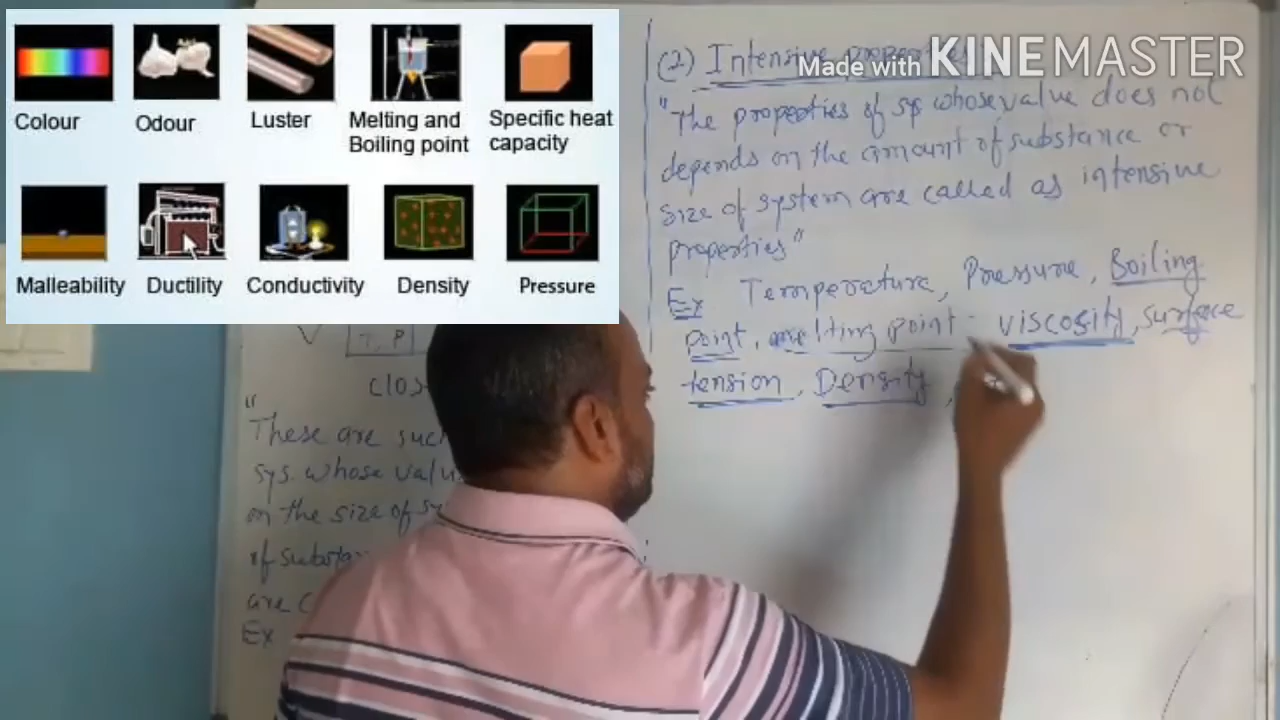 Colour
Odour
Luster
Melting and
Boiling point
Specific heat
capacity
Malleability
Ductility
Conductivity
Density
Pressure
Made with KINEMASTER
(2) Intensive properties
"The properties of sys whose value does not
depends on the amount of substance or
size of system are called as intensive
properties"
Ex Temperature, Pressure, Boiling
point, melting point - viscosity, surface
tension, Density,
V T, P
clos
"These are such
sys. whose valu
on the size of sy
of substan
are c
Ex